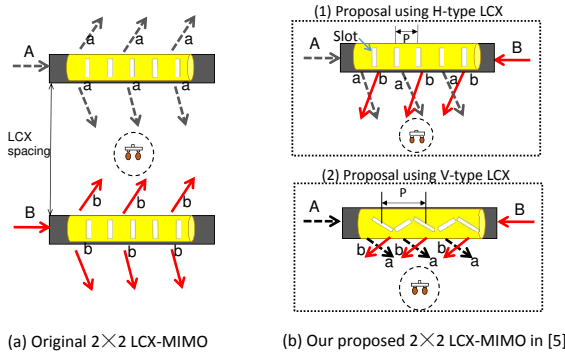 A
a a a
a a a
LCX
spacing
b b b
B
b b b
(a) Original 2×2 LCX-MIMO
(1) Proposal using H-type LCX
Slot
P
A
B
a b a b a b
(2) Proposal using V-type LCX
P
A
B
b a b a b a
(b) Our proposed 2×2 LCX-MIMO in [5]